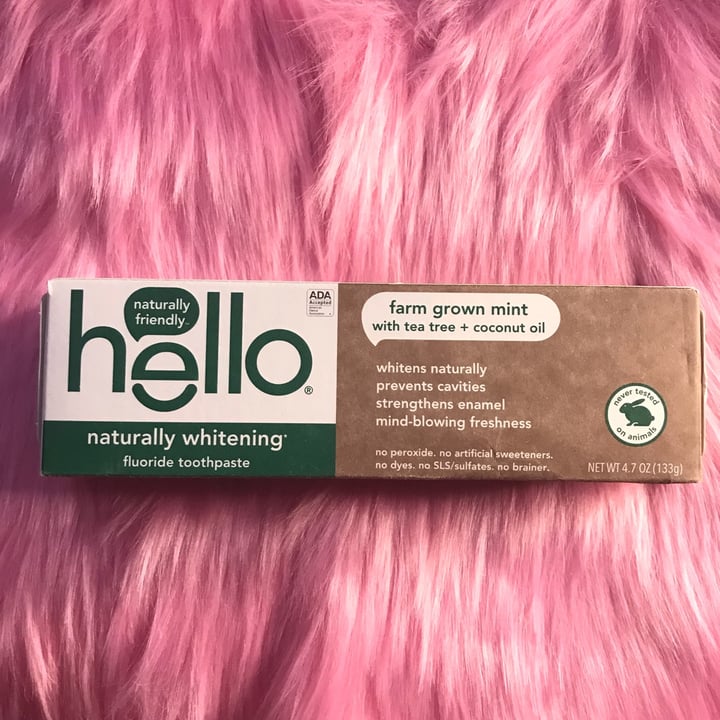 naturally
friendly™
hello®
ADA
Accepted
naturally whitening*
fluoride toothpaste
farm grown mint
with tea tree + coconut oil
whitens naturally
prevents cavities
strengthens enamel
mind-blowing freshness
no peroxide. no artificial sweeteners.
no dyes. no SLS/sulfates. no brainer.
never tested
on animals
NET WT 4.7 OZ (133g)